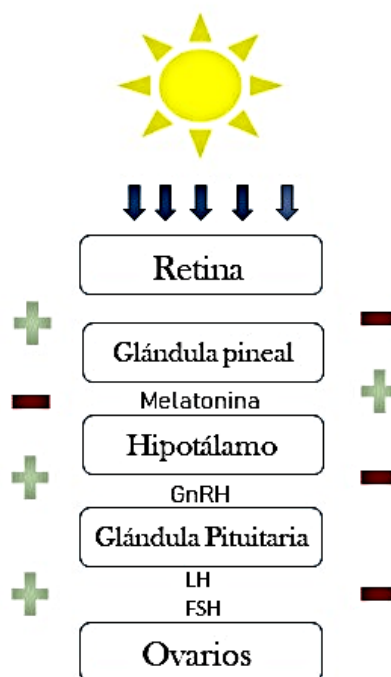 Retina
Glándula pineal
Melatonina
Hipotálamo
GnRH
Glándula Pituitaria
LH
FSH
Ovarios